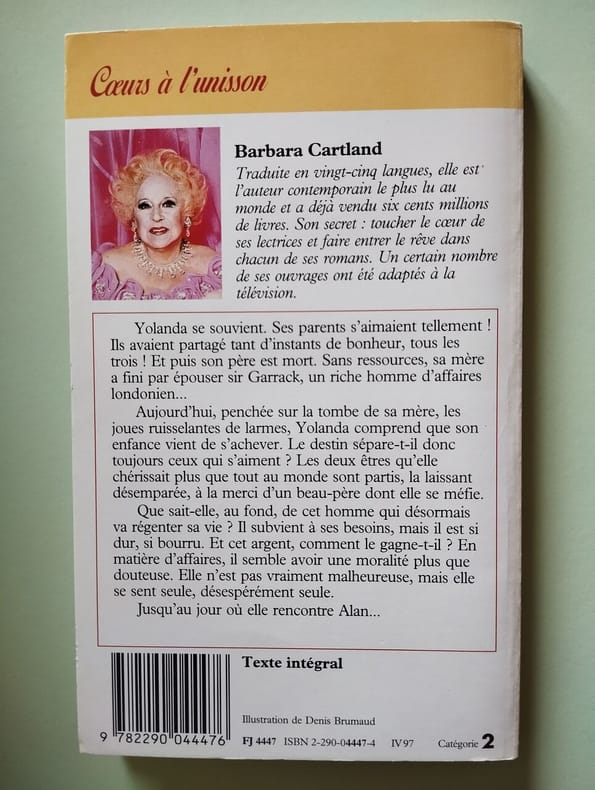 Cœurs à l'unisson
Barbara Cartland
Traduite en vingt-cinq langues, elle est
l'auteur contemporain le plus lu au
monde et a déjà vendu six cents millions
de livres. Son secret : toucher le cœur de
ses lectrices et faire entrer le rêve dans
chacun de ses romans. Un certain nombre
de ses ouvrages ont été adaptés à la
télévision.
Yolanda se souvient. Ses parents s'aimaient tellement !
Ils avaient partagé tant d'instants de bonheur, tous les
trois ! Et puis son père est mort. Sans ressources, sa mère
a fini par épouser sir Garrack, un riche homme d'affaires
londonien...
Aujourd'hui, penchée sur la tombe de sa mère, les
joues ruisselantes de larmes, Yolanda comprend que son
enfance vient de s'achever. Le destin sépare-t-il donc
toujours ceux qui s'aiment ? Les deux êtres qu'elle
chérissait plus que tout au monde sont partis, la laissant
désemparée, à la merci d'un beau-père dont elle se méfie.
Que sait-elle, au fond, de cet homme qui désormais
va régenter sa vie ? Il subvient à ses besoins, mais il est si
dur, si bourru. Et cet argent, comment le gagne-t-il ? En
matière d'affaires, il semble avoir une moralité plus que
douteuse. Elle n'est pas vraiment malheureuse, mais elle
se sent seule, désespérément seule.
Jusqu'au jour où elle rencontre Alan...
Texte intégral
Illustration de Denis Brumaud
9 782290 044476 FJ 4447 ISBN 2-290-04447-4 IV 97 Catégorie 2